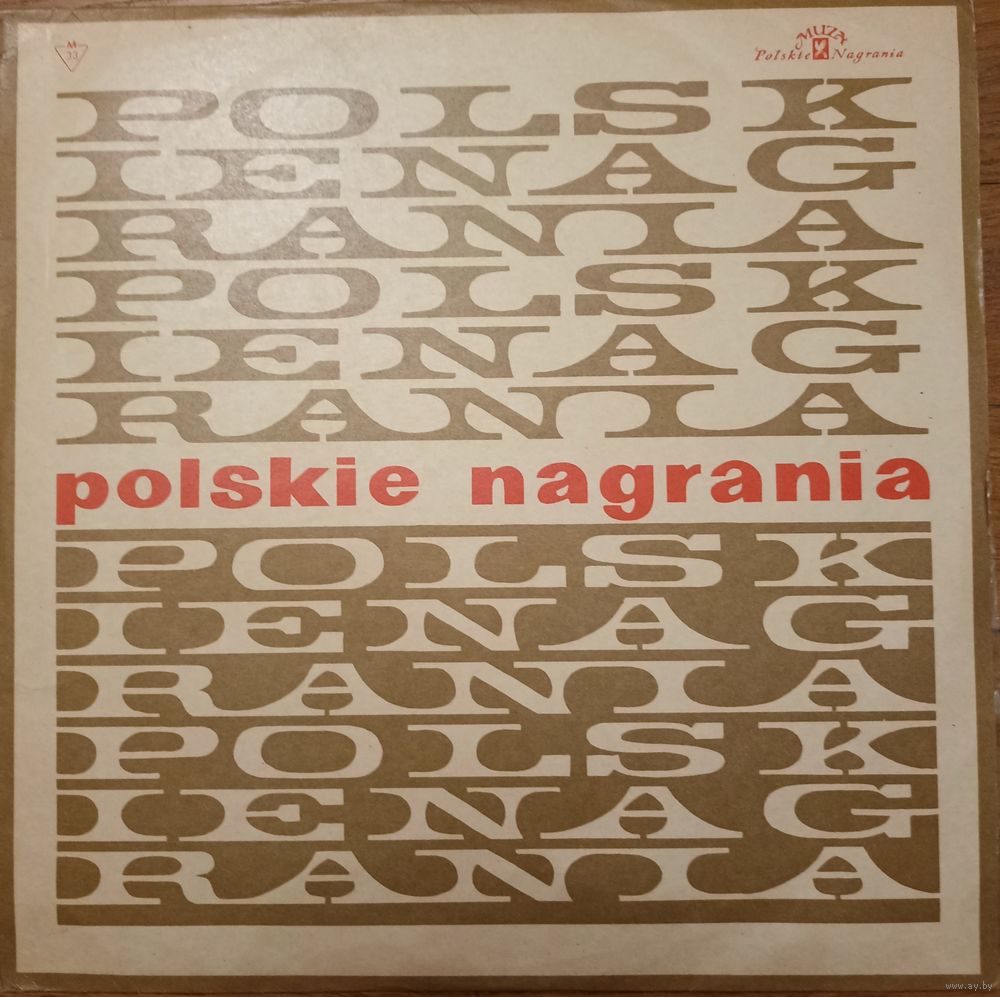 M
33
MUZA
Polskie Nagrania
POLSK
IENAG
RANIA
POLSK
IENAG
RANIA
polskie nagrania
POLSK
IENAG
RANIA
POLSK
IENAG
RANIA
www.ay.by